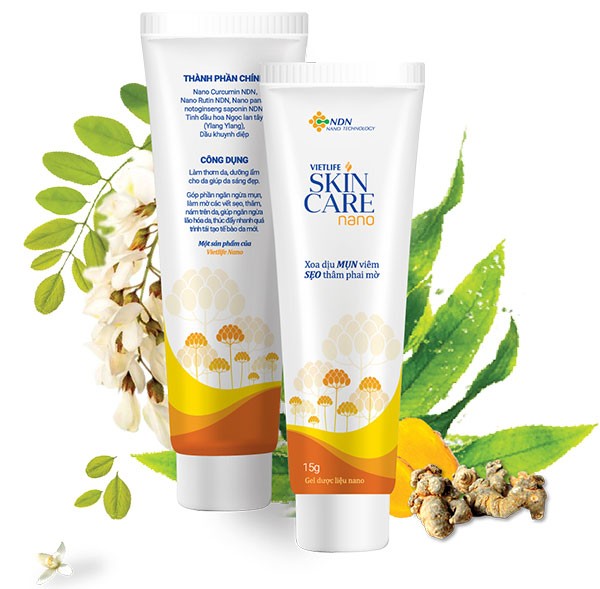 THÀNH PHẦN CHÍNH
Nano Curcumin NDN,
Nano Rutin NDN, Nano pan
notoginseng saponin NDN
Tinh dầu hoa Ngọc lan tây
(Ylang Ylang),
Dầu khuynh diệp
CÔNG DỤNG
Làm thơm da, dưỡng ẩm
cho da giúp da sáng đẹp.
Góp phần ngăn ngừa mụn,
làm mờ các vết sẹo, thâm,
nám trên da, giúp ngăn ngừa
lão hóa da, thúc đẩy nhanh quá
trình tái tạo tế bào da mới.
Một sản phẩm của
Vietlife Nano
NDN
NANO TECHNOLOGY
VIETLIFE
SKIN
CARE
nano
Xoa dịu MỤN viêm
SẸO thâm phai mờ
15g
Gel dược liệu nano